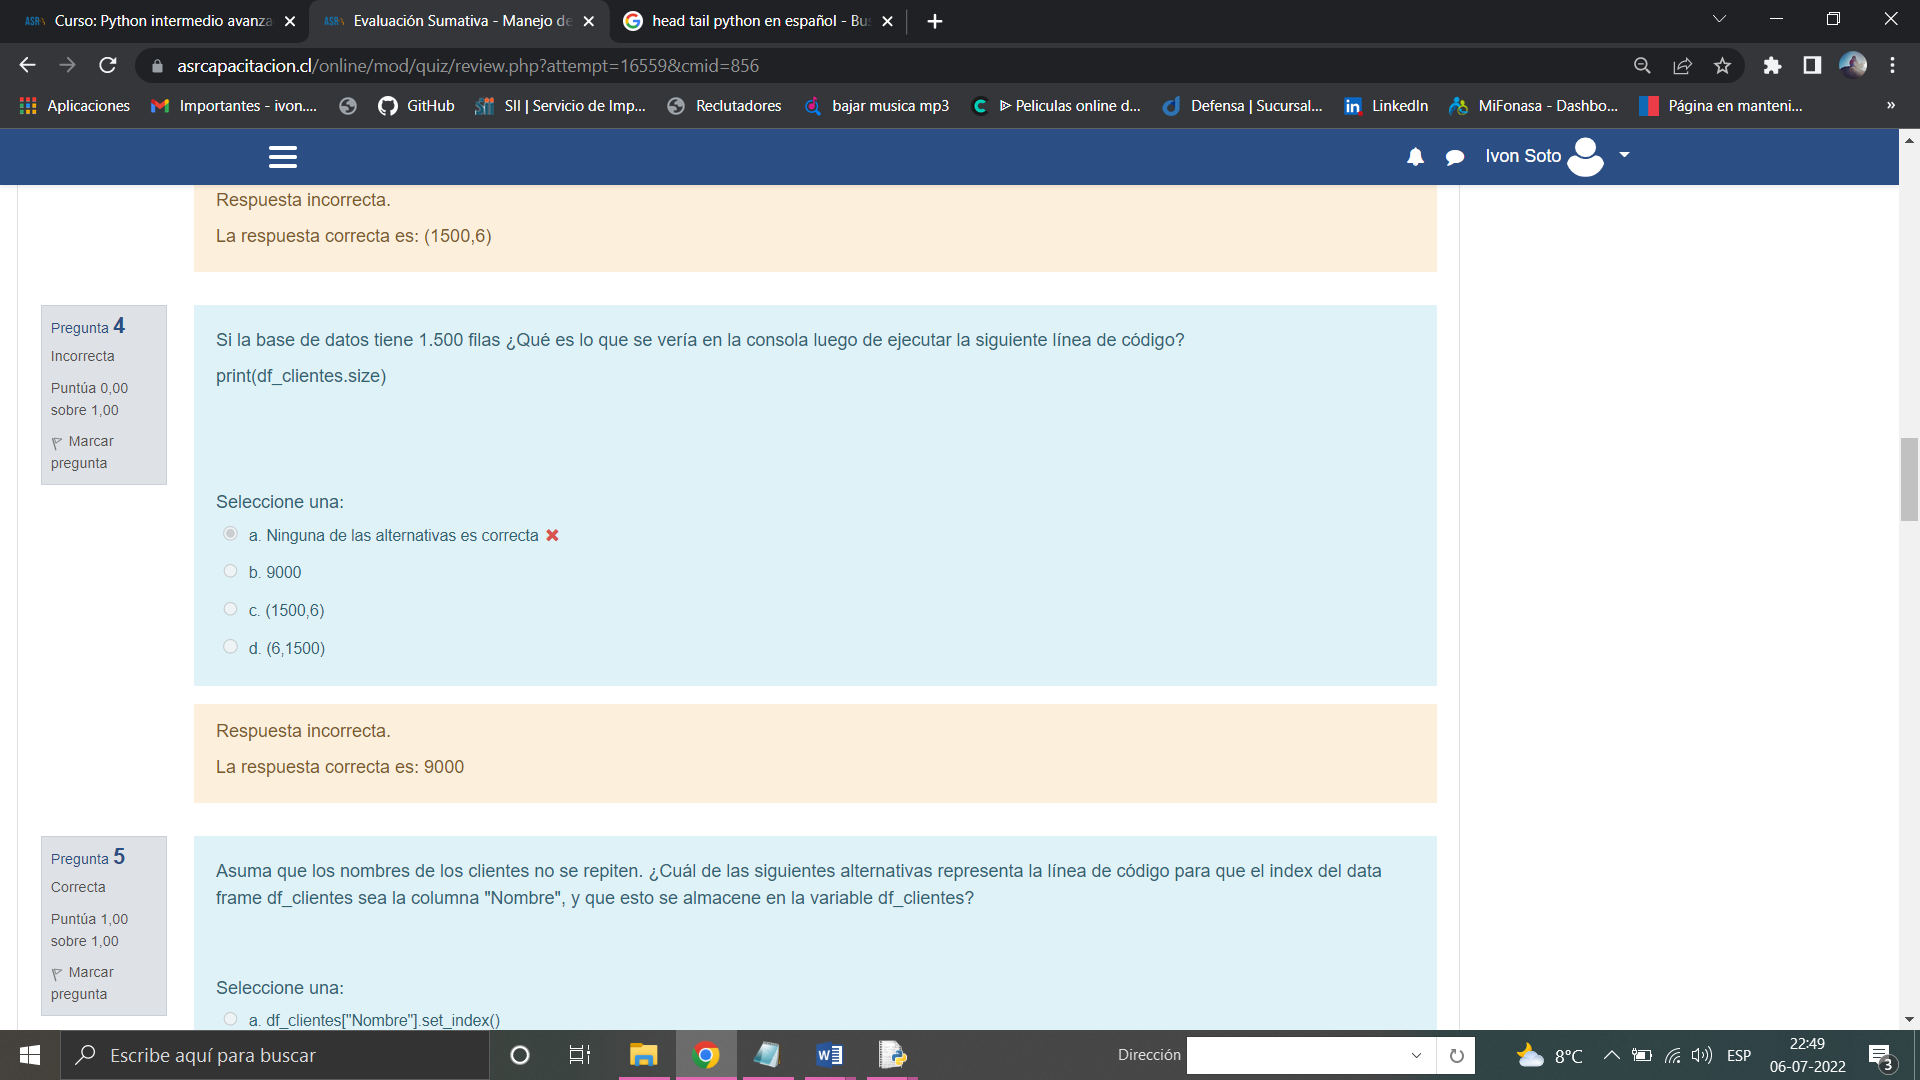 Curso: Python intermedio avanza
Evaluación Sumativa - Manejo de
head tail python en español - Bus
asrcapacitacion.cl/online/mod/quiz/review.php?attempt=16559&cmid=856
Aplicaciones
Importantes - ivon....
GitHub
SII | Servicio de Imp...
Reclutadores
bajar musica mp3
Peliculas online d...
Defensa | Sucursal...
LinkedIn
MiFonasa - Dashbo...
Página en manteni...
»
Ivon Soto
Respuesta incorrecta.
La respuesta correcta es: (1500,6)
Pregunta 4
Incorrecta
Puntúa 0,00
sobre 1,00
Marcar
pregunta
Si la base de datos tiene 1.500 filas ¿Qué es lo que se vería en la consola luego de ejecutar la siguiente línea de código?
print(df_clientes.size)
Seleccione una:
a. Ninguna de las alternativas es correcta
b. 9000
c. (1500,6)
d. (6,1500)
Respuesta incorrecta.
La respuesta correcta es: 9000
Pregunta 5
Correcta
Puntúa 1,00
sobre 1,00
Marcar
pregunta
Asuma que los nombres de los clientes no se repiten. ¿Cuál de las siguientes alternativas representa la línea de código para que el index del data
frame df_clientes sea la columna "Nombre", y que esto se almacene en la variable df_clientes?
Seleccione una:
a. df_clientes["Nombre"].set_index()
Escribe aquí para buscar
Dirección
8°C
ESP
22:49
06-07-2022
3